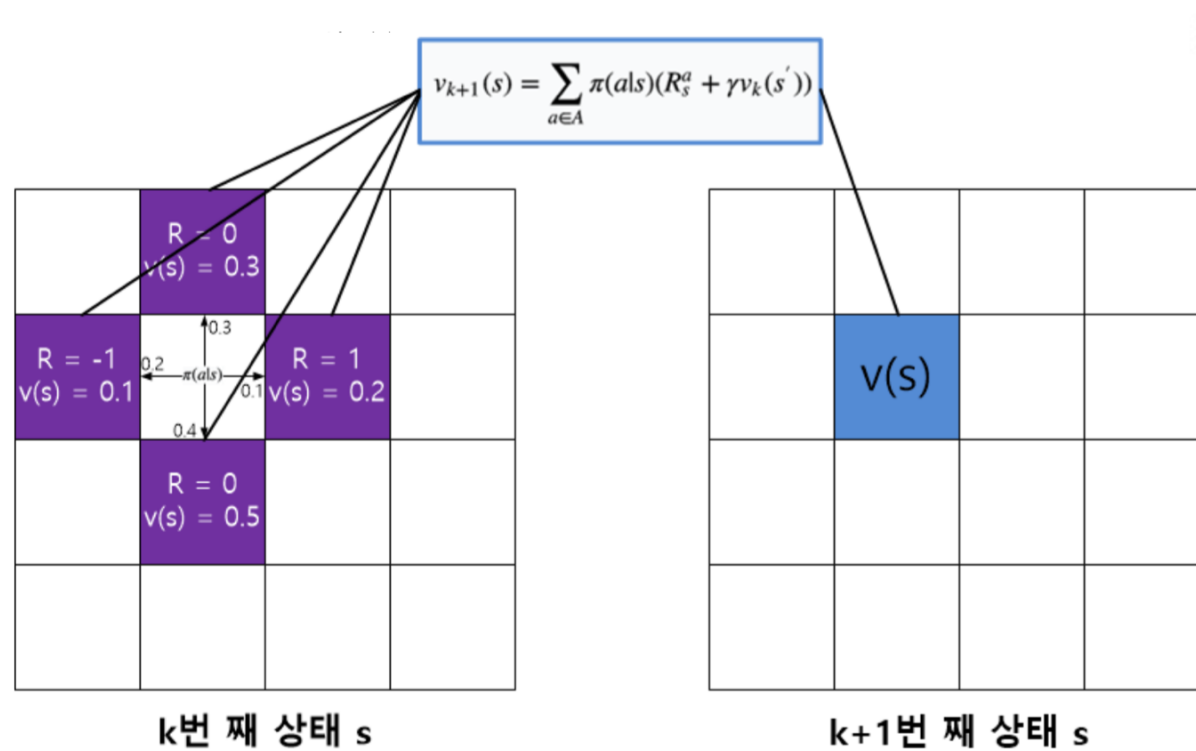 v_{k+1}(s) = ∑_{a∈A} π(a|s)(R_s^a + γv_k(s′))
R = 0
v(s) = 0.3
R = -1
v(s) = 0.1
0.3
0.2
π(a|s)
0.1
0.4
R = 1
v(s) = 0.2
v(s)
R = 0
v(s) = 0.5
k번 째 상태 s
k+1번 째 상태 s